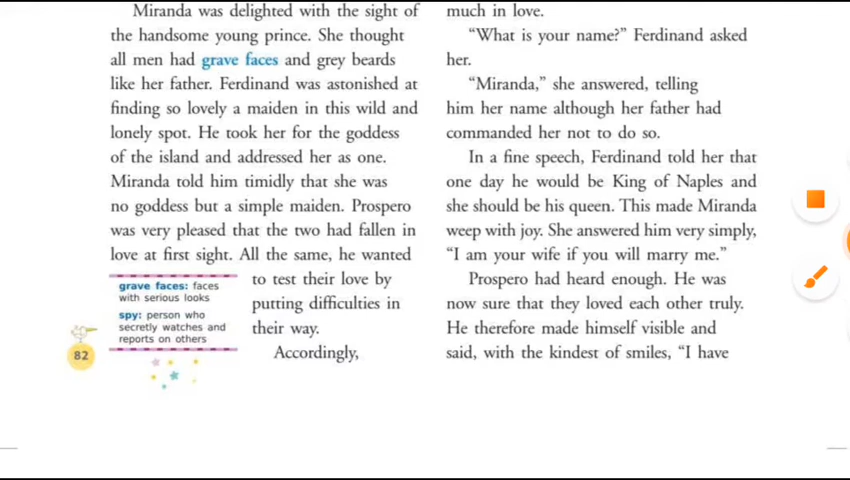 Miranda was delighted with the sight of
the handsome young prince. She thought
all men had grave faces and grey beards
like her father. Ferdinand was astonished at
finding so lovely a maiden in this wild and
lonely spot. He took her for the goddess
of the island and addressed her as one.
Miranda told him timidly that she was
no goddess but a simple maiden. Prospero
was very pleased that the two had fallen in
love at first sight. All the same, he wanted
to test their love by
putting difficulties in
their way.
Accordingly,
grave faces: faces
with serious looks
spy: person who
secretly watches and
reports on others
82
much in love.
“What is your name?” Ferdinand asked
her.
“Miranda,” she answered, telling
him her name although her father had
commanded her not to do so.
In a fine speech, Ferdinand told her that
one day he would be King of Naples and
she should be his queen. This made Miranda
weep with joy. She answered him very simply,
“I am your wife if you will marry me.”
Prospero had heard enough. He was
now sure that they loved each other truly.
He therefore made himself visible and
said, with the kindest of smiles, “I have